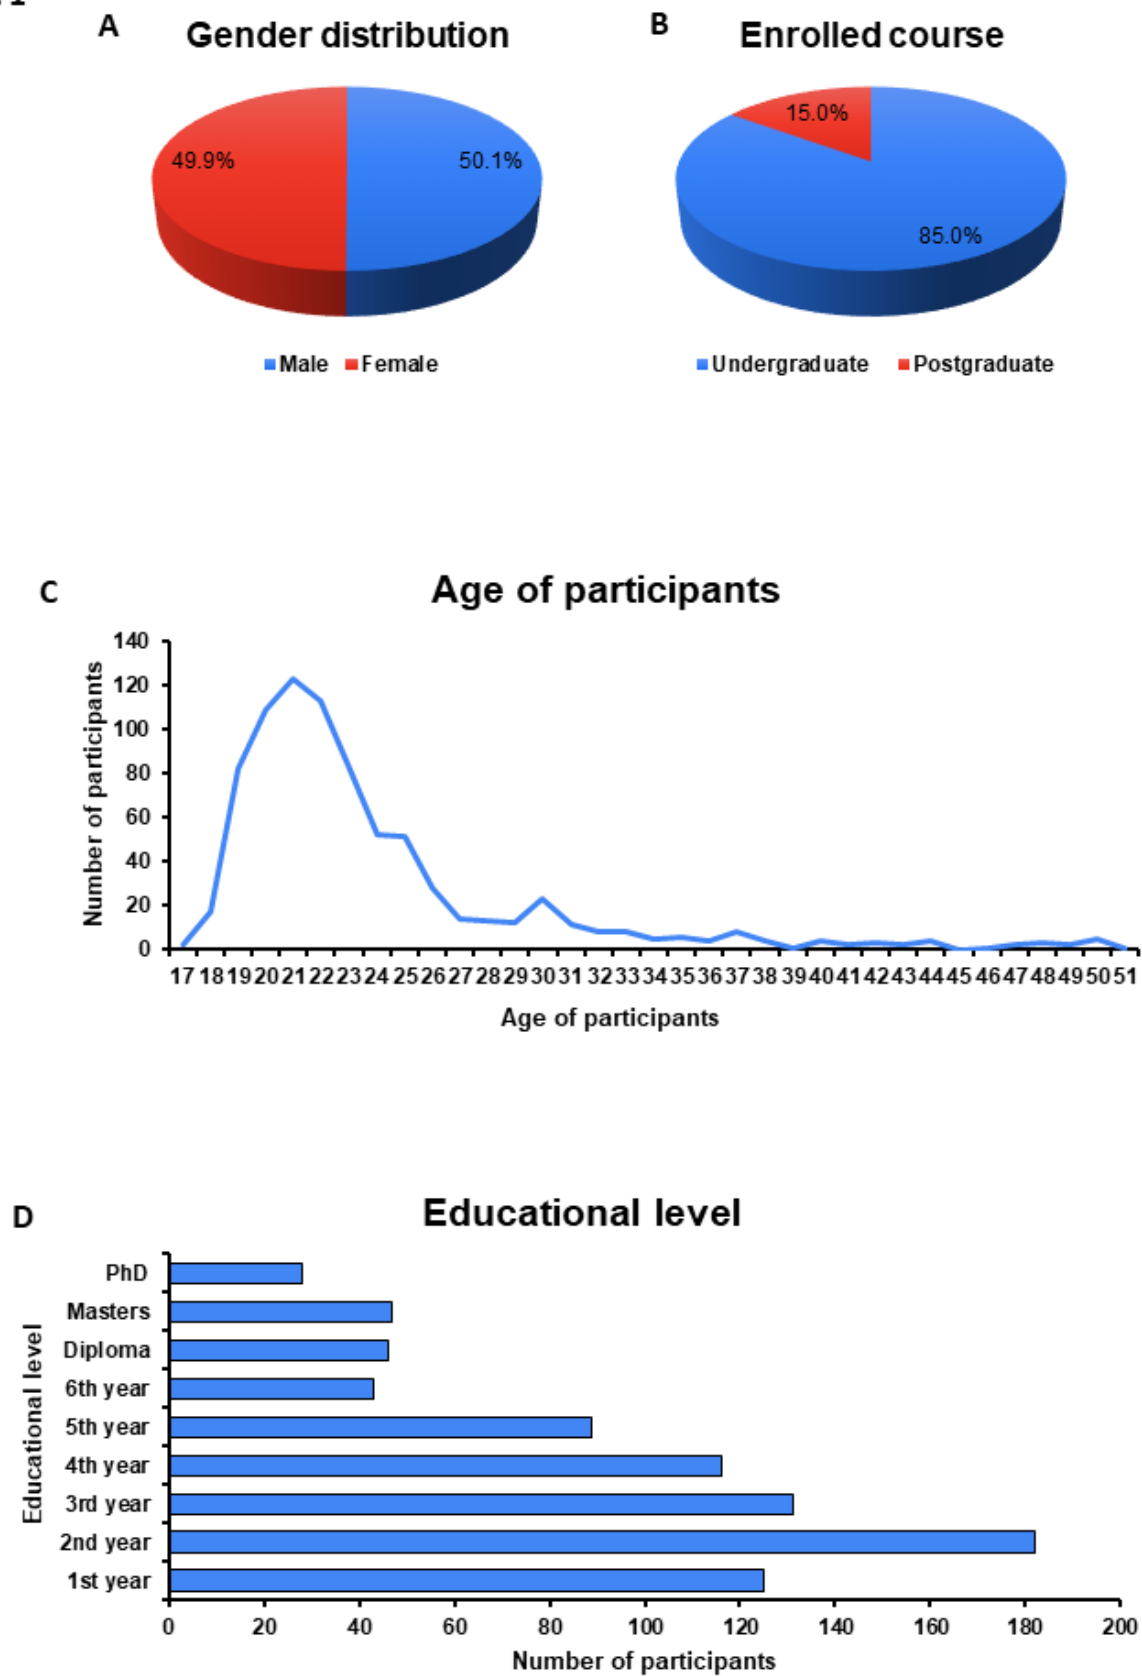 A Gender distribution
49.9% 50.1%
Male Female
B Enrolled course
15.0%
85.0%
Undergraduate Postgraduate
C Age of participants
Number of participants
140
120
100
80
60
40
20
0
17 18 19 20 21 22 23 24 25 26 27 28 29 30 31 32 33 34 35 36 37 38 39 40 41 42 43 44 45 46 47 48 49 50 51
Age of participants
D Educational level
Educational level
PhD
Masters
Diploma
6th year
5th year
4th year
3rd year
2nd year
1st year
0 20 40 60 80 100 120 140 160 180 200
Number of participants